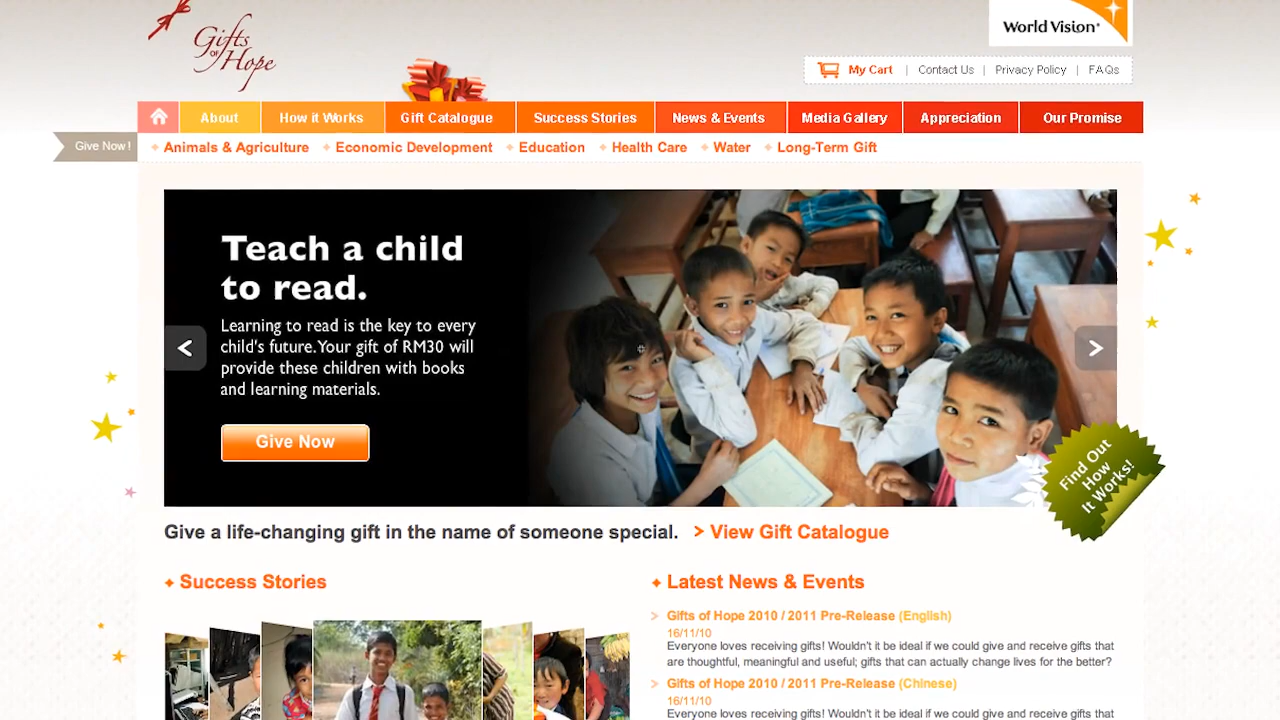 Gifts
OF
Hope
World Vision®
My Cart | Contact Us | Privacy Policy | FAQs
About How it Works Gift Catalogue Success Stories News & Events Media Gallery Appreciation Our Promise
Give Now! Animals & Agriculture Economic Development Education Health Care Water Long-Term Gift
Teach a child
to read.
Learning to read is the key to every
child's future.Your gift of RM30 will
provide these children with books
and learning materials.
Give Now
Find Out
How
It Works!
Give a life-changing gift in the name of someone special. > View Gift Catalogue
Success Stories
Latest News & Events
Gifts of Hope 2010 / 2011 Pre-Release (English)
16/11/10
Everyone loves receiving gifts! Wouldn't it be ideal if we could give and receive gifts that
are thoughtful, meaningful and useful; gifts that can actually change lives for the better?
Gifts of Hope 2010 / 2011 Pre-Release (Chinese)
16/11/10
Everyone loves receiving gifts! Wouldn't it be ideal if we could give and receive gifts that